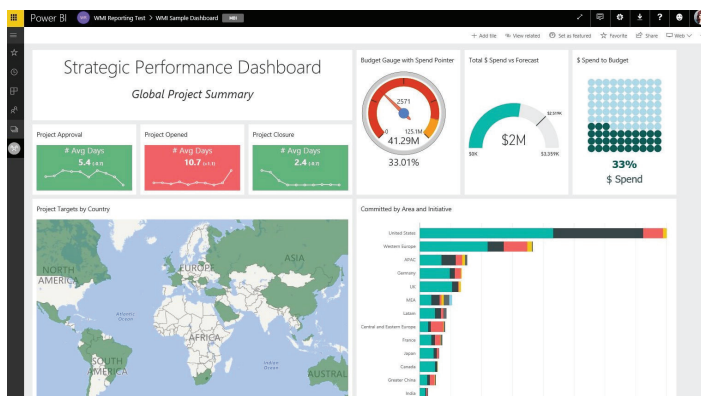 Power BI
WMI Reporting Test > WMI Sample Dashboard
+ Add tile
View related
Set as featured
Favorite
Share
Web
Strategic Performance Dashboard
Global Project Summary
Budget Gauge with Spend Pointer
2571
0
125.1M
41.29M
33.01%
Total $ Spend vs Forecast
$2M
$0K
$3,359K
$ Spend to Budget
33%
$ Spend
Project Approval
# Avg Days
5.4
Project Opened
# Avg Days
10.7
Project Closure
# Avg Days
2.4
Project Targets by Country
NORTH
AMERICA
EUROPE
ASIA
Atlantic
Ocean
AFRICA
SOUTH
AMERICA
Indian
Ocean
AUSTRAL
Committed by Area and Initiative
United States
Western Europe
APAC
Germany
UK
MEA
Latam
Central and Eastern Europe
France
Japan
Canada
Greater China
India